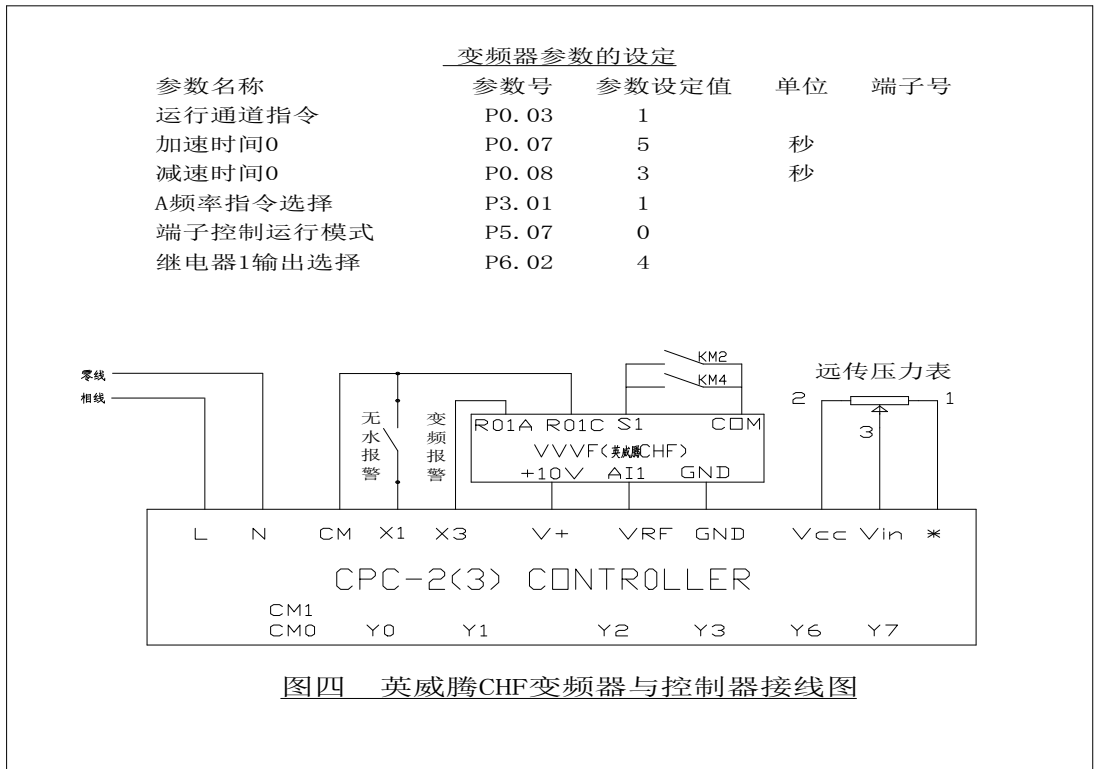 变频器参数的设定
参数名称 参数号 参数设定值 单位 端子号
运行通道指令 P0.03 1
加速时间0 P0.07 5 秒
减速时间0 P0.08 3 秒
A频率指令选择 P3.01 1
端子控制运行模式 P5.07 0
继电器1输出选择 P6.02 4
KM2
零线
远传压力表
KM4
相线
2 1
无水报警
变频报警
R01A R01C S1 COM
3
VVVF(英威腾CHF)
+10V AI1 GND
L N CM X1 X3 V+ VRF GND Vcc Vin *
CPC-2(3) CONTROLLER
CM1
CM0 Y0 Y1 Y2 Y3 Y6 Y7
图四 英威腾CHF变频器与控制器接线图